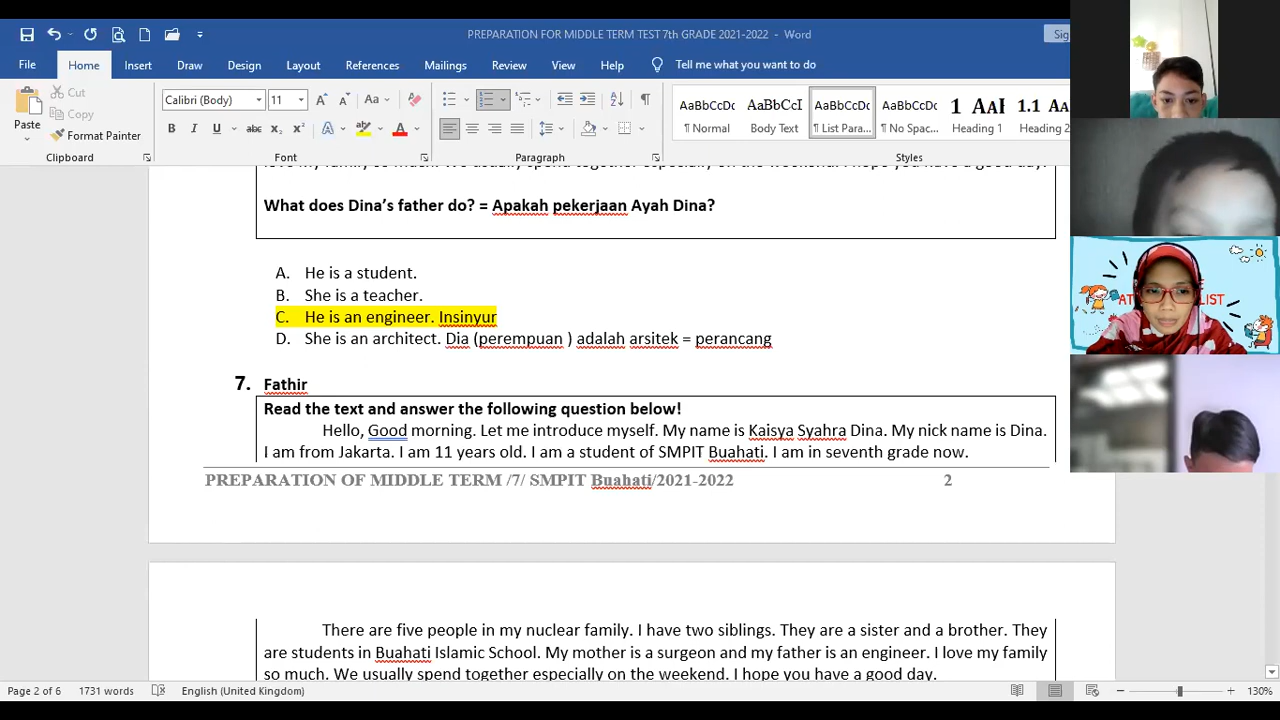 PREPARATION FOR MIDDLE TERM TEST 7th GRADE 2021-2022 - Word
File Home Insert Draw Design Layout References Mailings Review View Help Tell me what you want to do
Cut
Copy
Paste
Format Painter
Calibri (Body) 11
AaBbCcDc AaBbCcI AaBbCcDc AaBbCcDc 1 AaB 1.1 AaB
¶ Normal Body Text ¶ List Para... ¶ No Spac... Heading 1 Heading 2
Clipboard Font Paragraph Styles
What does Dina's father do? = Apakah pekerjaan Ayah Dina?
A. He is a student.
B. She is a teacher.
C. He is an engineer. Insinyur
D. She is an architect. Dia (perempuan ) adalah arsitek = perancang
7. Fathir
Read the text and answer the following question below!
Hello, Good morning. Let me introduce myself. My name is Kaisya Syahra Dina. My nick name is Dina.
I am from Jakarta. I am 11 years old. I am a student of SMPIT Buahati. I am in seventh grade now.
PREPARATION OF MIDDLE TERM /7/ SMPIT Buahati/2021-2022 2
There are five people in my nuclear family. I have two siblings. They are a sister and a brother. They
are students in Buahati Islamic School. My mother is a surgeon and my father is an engineer. I love my family
so much. We usually spend together especially on the weekend. I hope you have a good day.
Page 2 of 6 1731 words English (United Kingdom) 130%